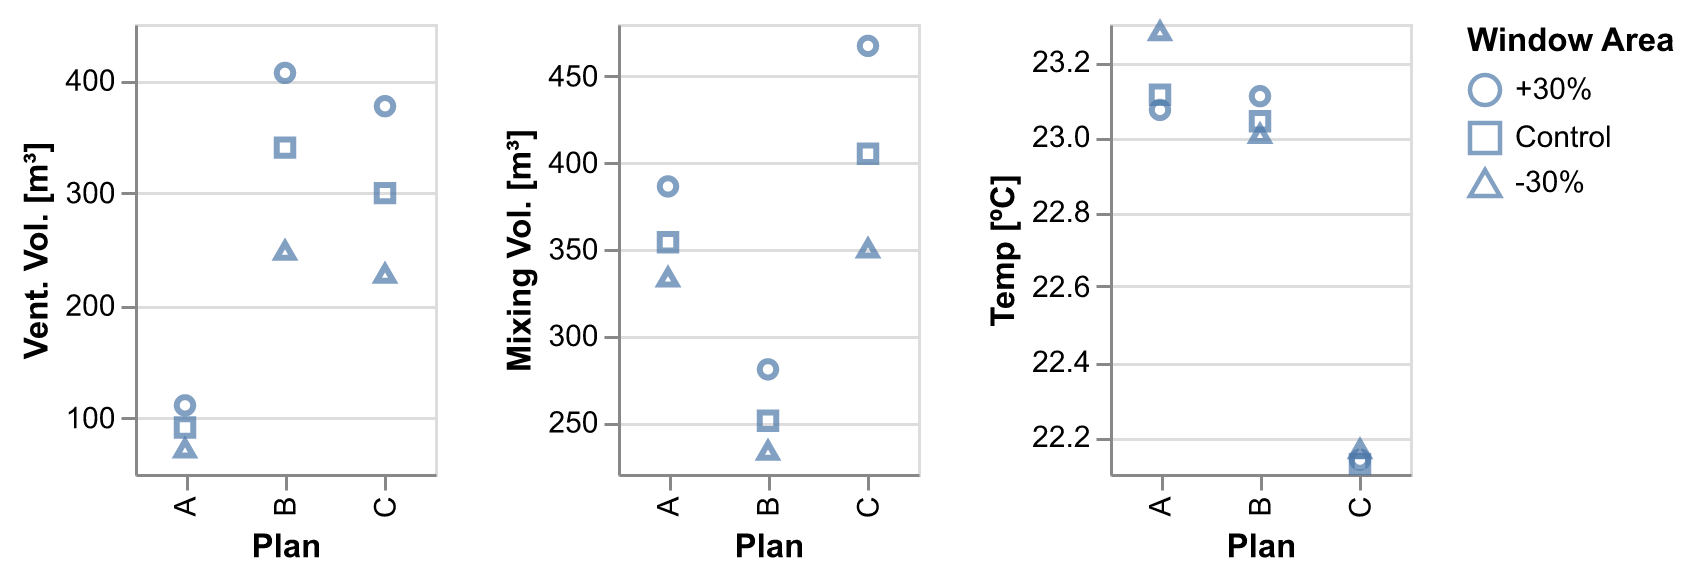 Vent. Vol. [m³]
400
300
200
100
A
B
C
Plan
Mixing Vol. [m³]
450
400
350
300
250
A
B
C
Plan
Temp [ºC]
23.2
23.0
22.8
22.6
22.4
22.2
A
B
C
Plan
Window Area
+30%
Control
-30%